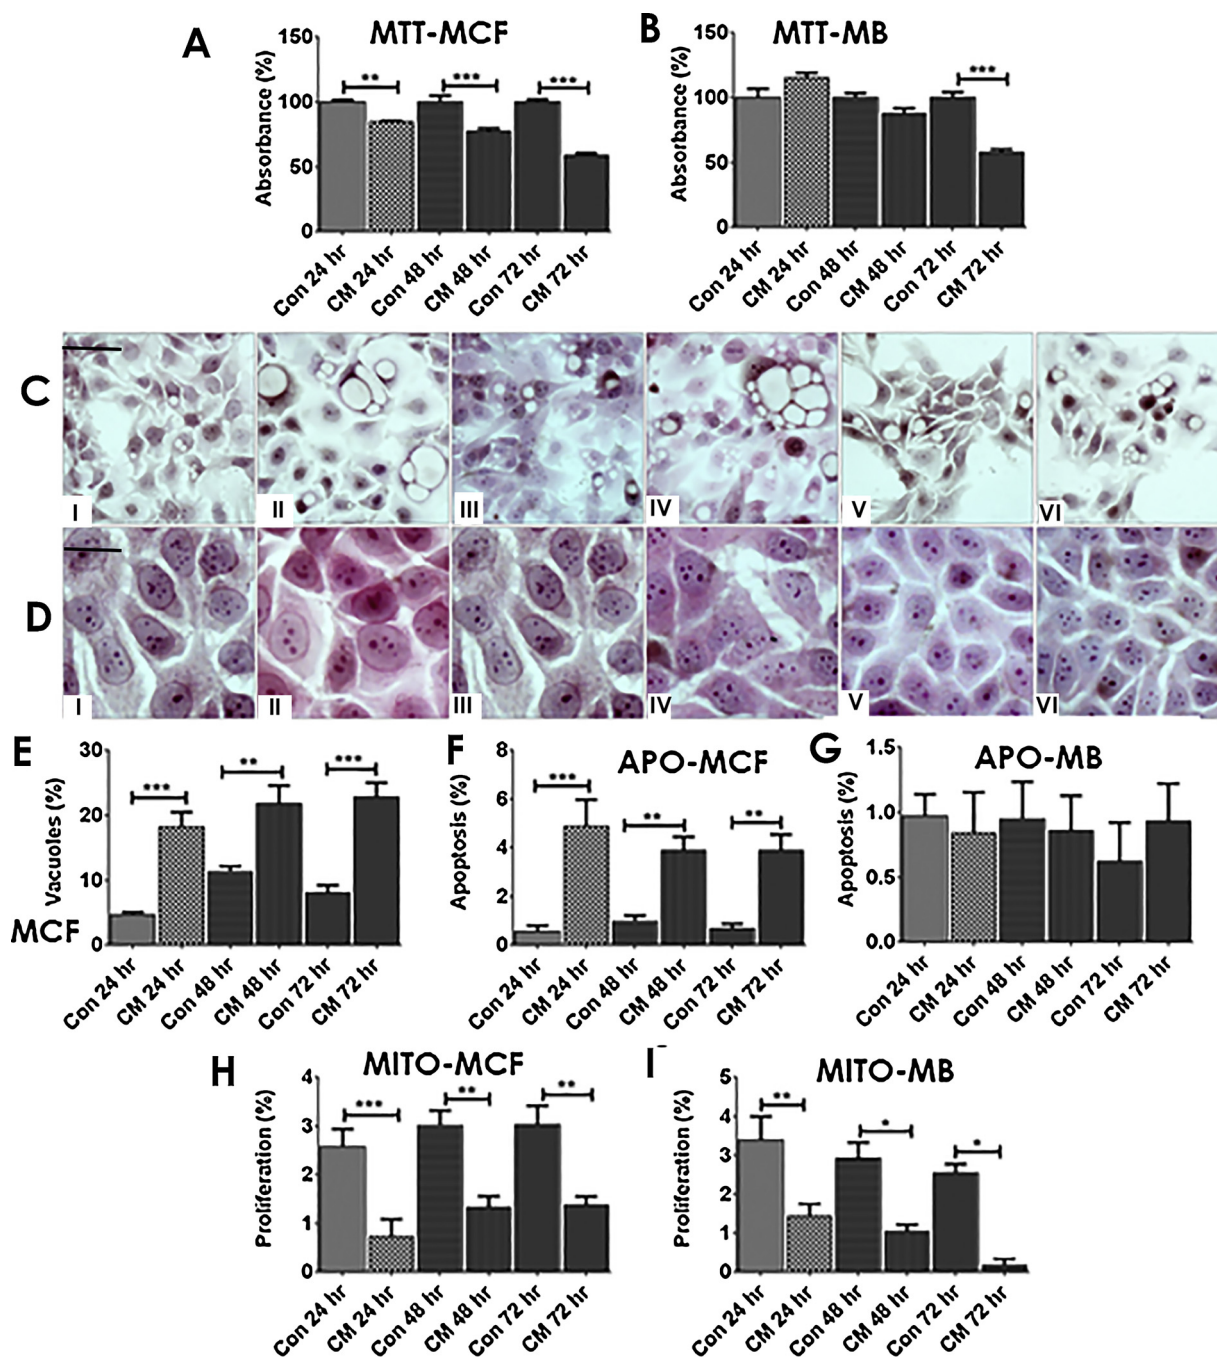 A
MTT-MCF
Absorbance (%)
150
100
50
0
**
***
***
Con 24 hr
CM 24 hr
Con 48 hr
CM 48 hr
Con 72 hr
CM 72 hr
B
MTT-MB
Absorbance (%)
150
100
50
0
***
Con 24 hr
CM 24 hr
Con 48 hr
CM 48 hr
Con 72 hr
CM 72 hr
C
I
II
III
IV
V
VI
D
I
II
III
IV
V
VI
E
MCF
Vacuoles (%)
30
20
10
0
***
**
***
Con 24 hr
CM 24 hr
Con 48 hr
CM 48 hr
Con 72 hr
CM 72 hr
F
APO-MCF
Apoptosis (%)
8
6
4
2
0
***
**
**
Con 24 hr
CM 24 hr
Con 48 hr
CM 48 hr
Con 72 hr
CM 72 hr
G
APO-MB
Apoptosis (%)
1.5
1.0
0.5
0.0
Con 24 hr
CM 24 hr
Con 48 hr
CM 48 hr
Con 72 hr
CM 72 hr
H
MITO-MCF
Proliferation (%)
4
3
2
1
0
***
**
**
Con 24 hr
CM 24 hr
Con 48 hr
CM 48 hr
Con 72 hr
CM 72 hr
I
MITO-MB
Proliferation (%)
5
4
3
2
1
0
**
*
*
Con 24 hr
CM 24 hr
Con 48 hr
CM 48 hr
Con 72 hr
CM 72 hr